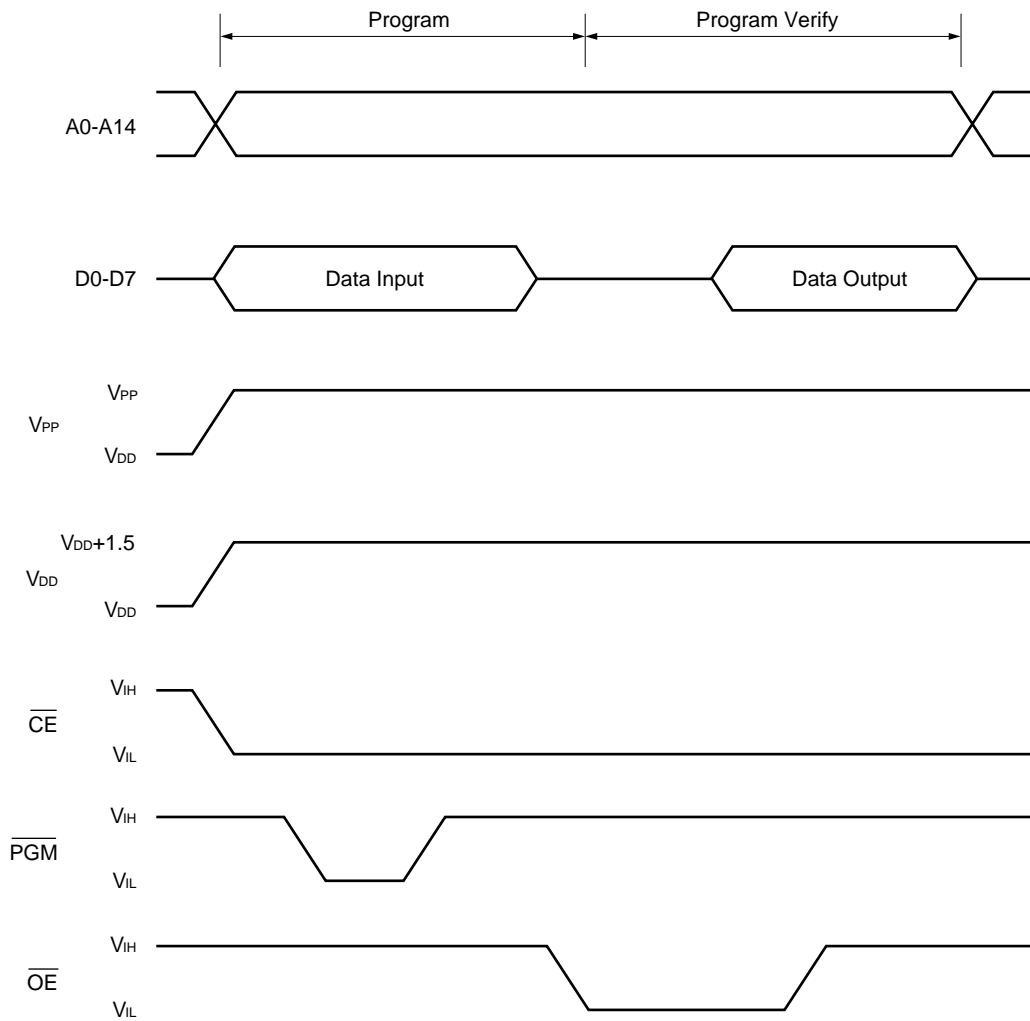 Program Program Verify
A0-A14
D0-D7 Data Input Data Output
VPP
VPP
VDD
VDD+1.5
VDD
VDD
VIH
CE
VIL
VIH
PGM
VIL
VIH
OE
VIL